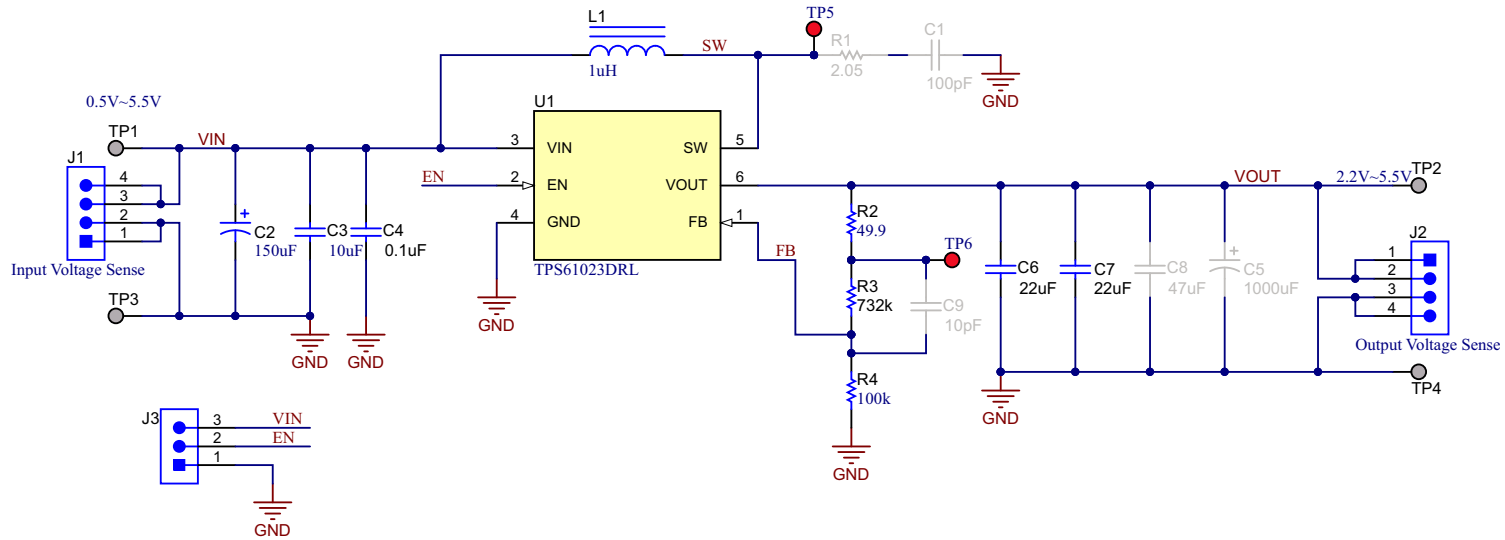 L1
1uH
SW
TP5
R1
2.05
C1
100pF
GND
0.5V~5.5V
TP1
VIN
J1
4
3
2
1
Input Voltage Sense
TP3
C2
150uF
+
C3
10uF
C4
0.1uF
GND
GND
U1
3
VIN
EN
2
EN
4
GND
SW
5
VOUT
6
FB
1
TPS61023DRL
GND
FB
R2
49.9
TP6
R3
732k
C9
10pF
R4
100k
GND
C6
22uF
C7
22uF
C8
47uF
+
C5
1000uF
GND
VOUT
2.2V~5.5V
TP2
J2
1
2
3
4
Output Voltage Sense
TP4
J3
3
VIN
2
EN
1
GND